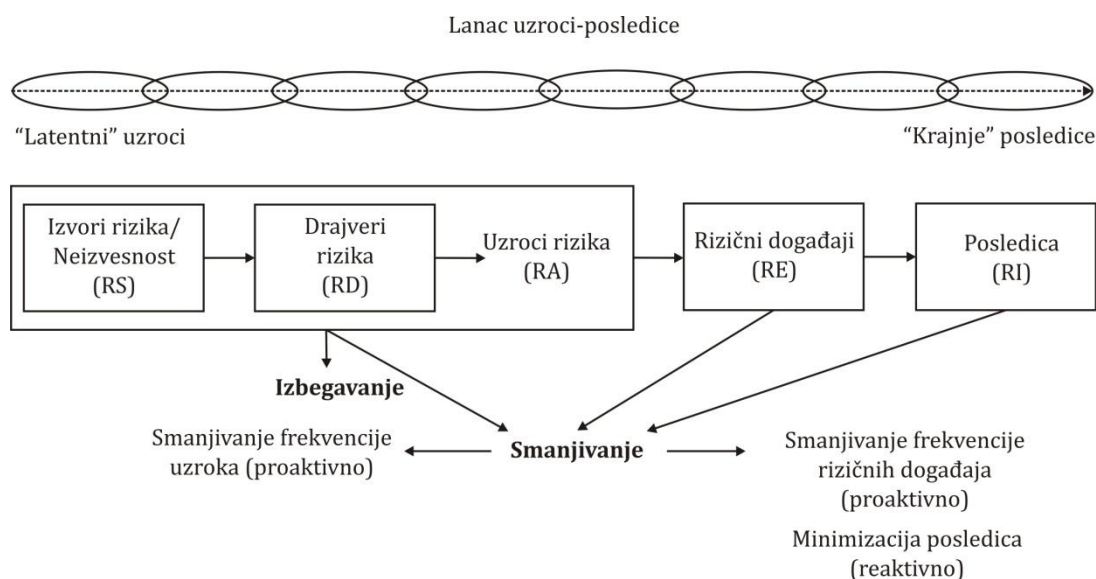 Lanac uzroci-posledice
“Latentni” uzroci
“Krajnje” posledice
Izvori rizika/
Neizvesnost
(RS)
Drajveri
rizika
(RD)
Uzroci rizika
(RA)
Rizični događaji
(RE)
Posledica
(RI)
Izbegavanje
Smanjivanje frekvencije
uzroka (proaktivno)
Smanjivanje
Smanjivanje frekvencije
rizičnih događaja
(proaktivno)
Minimizacija posledica
(reaktivno)